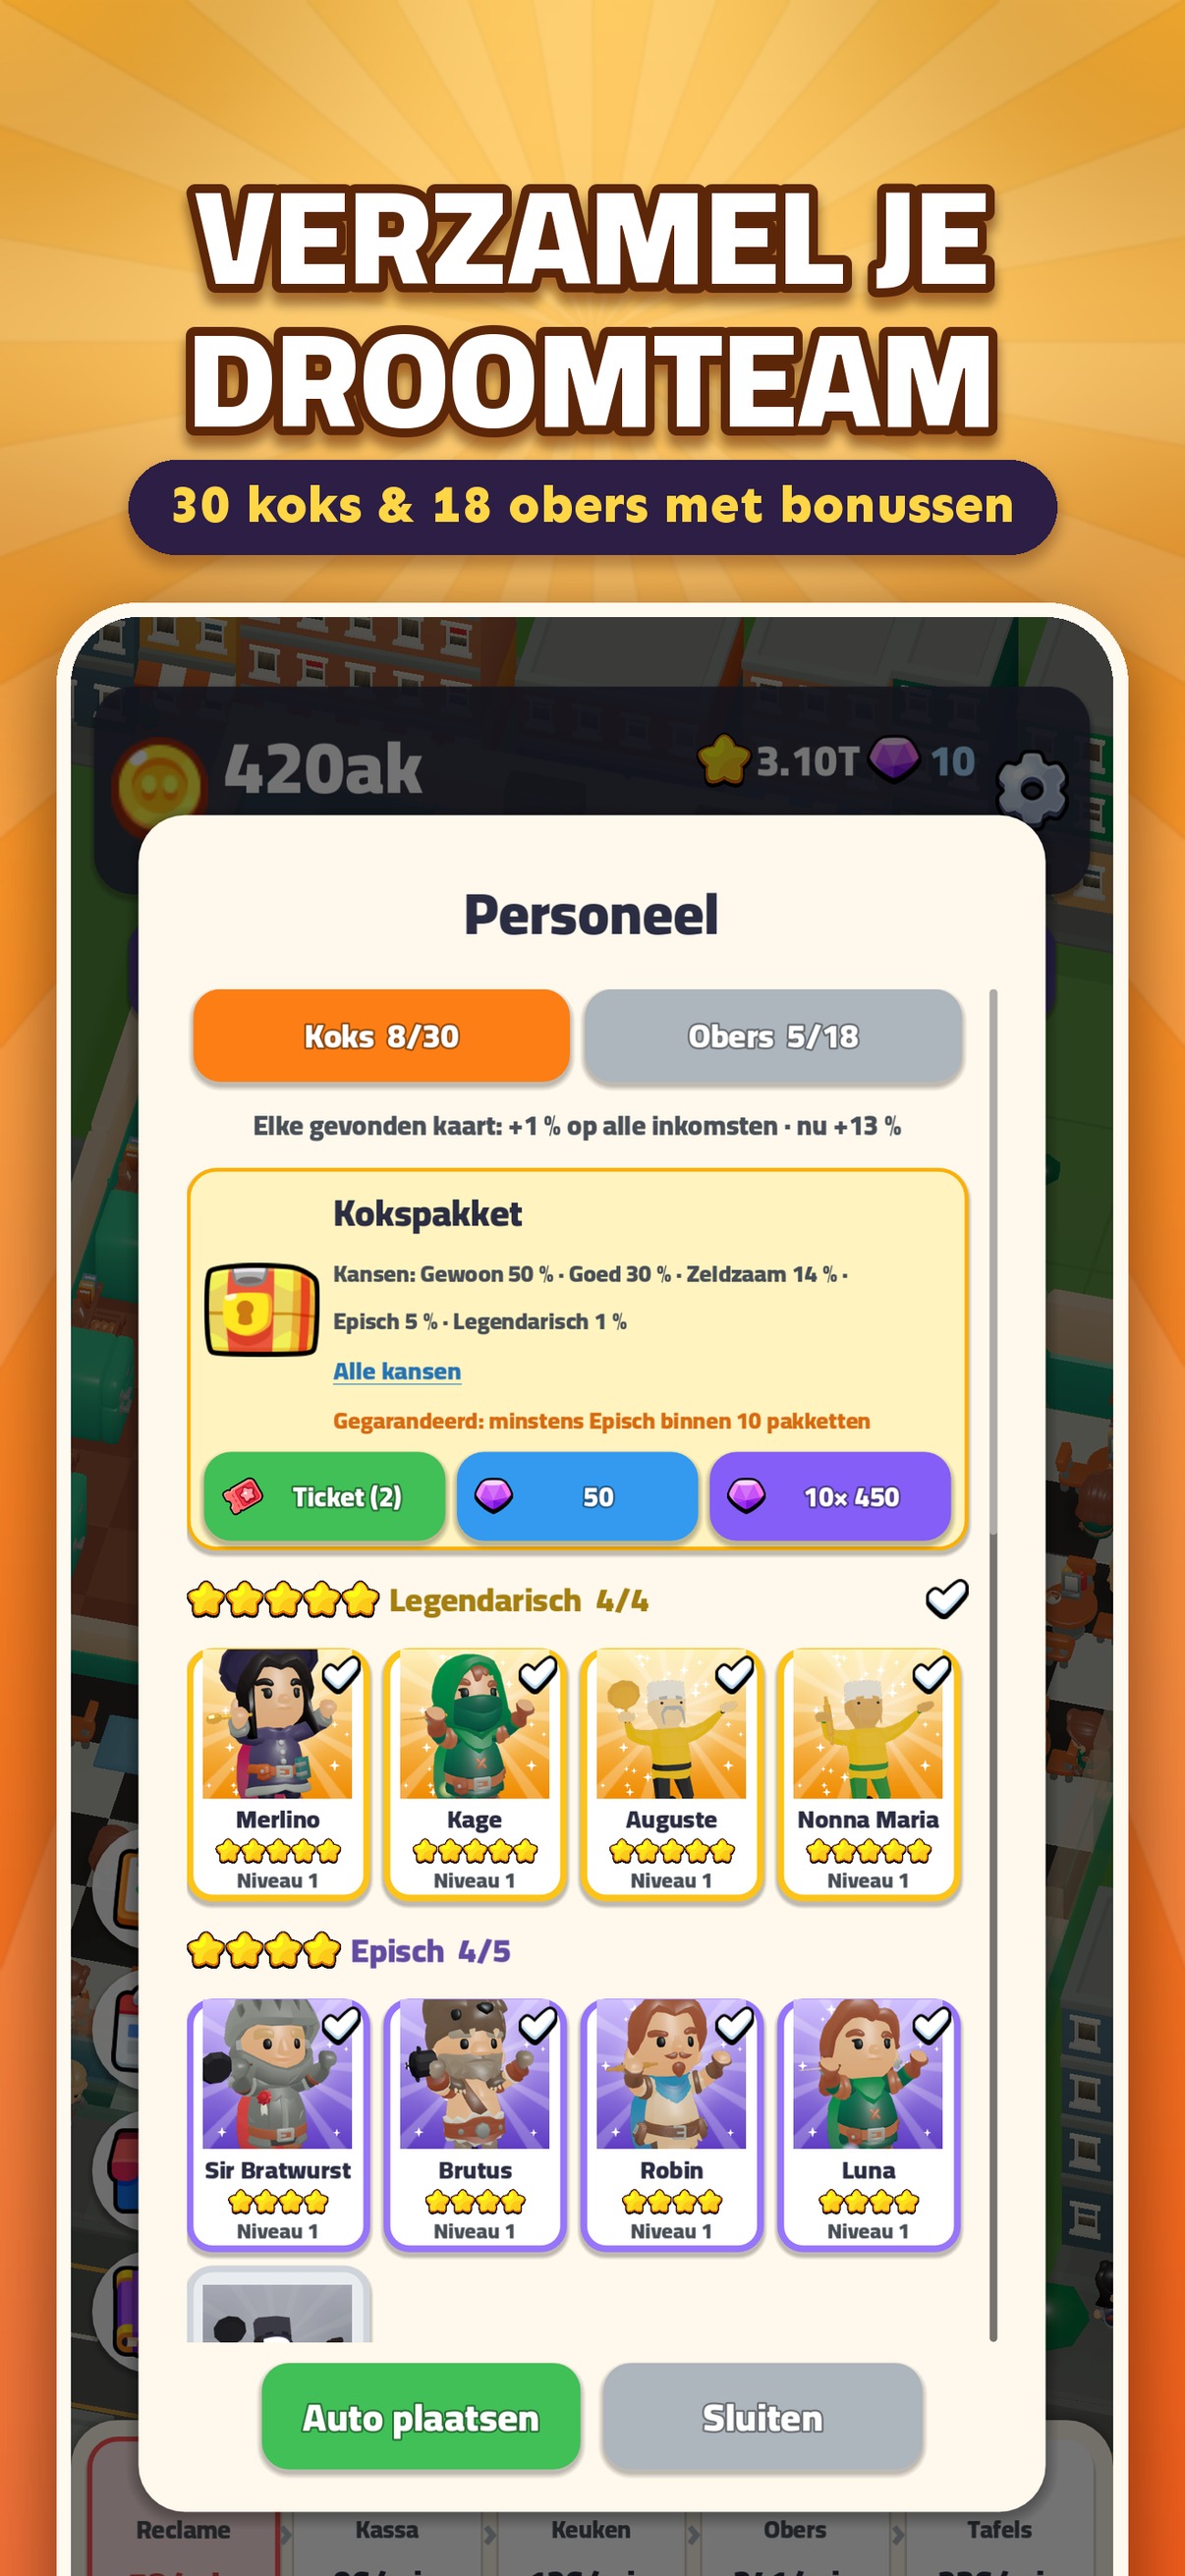 VERZAMEL JE
DROOMTEAM
30 koks & 18 obers met bonussen
420ak
3.10T
10
Personeel
Koks 8/30
Obers 5/18
Elke gevonden kaart: +1 % op alle inkomsten · nu +13 %
Kokspakket
Kansen: Gewoon 50 % · Goed 30 % · Zeldzaam 14 % ·
Episch 5 % · Legendarisch 1 %
Alle kansen
Gegarandeerd: minstens Episch binnen 10 pakketten
Ticket (2)
50
10× 450
Legendarisch 4/4
Merlino
Kage
Auguste
Nonna Maria
Niveau 1
Niveau 1
Niveau 1
Niveau 1
Episch 4/5
Sir Bratwurst
Brutus
Robin
Luna
Niveau 1
Niveau 1
Niveau 1
Niveau 1
Auto plaatsen
Sluiten
Reclame
Kassa
Keuken
Obers
Tafels